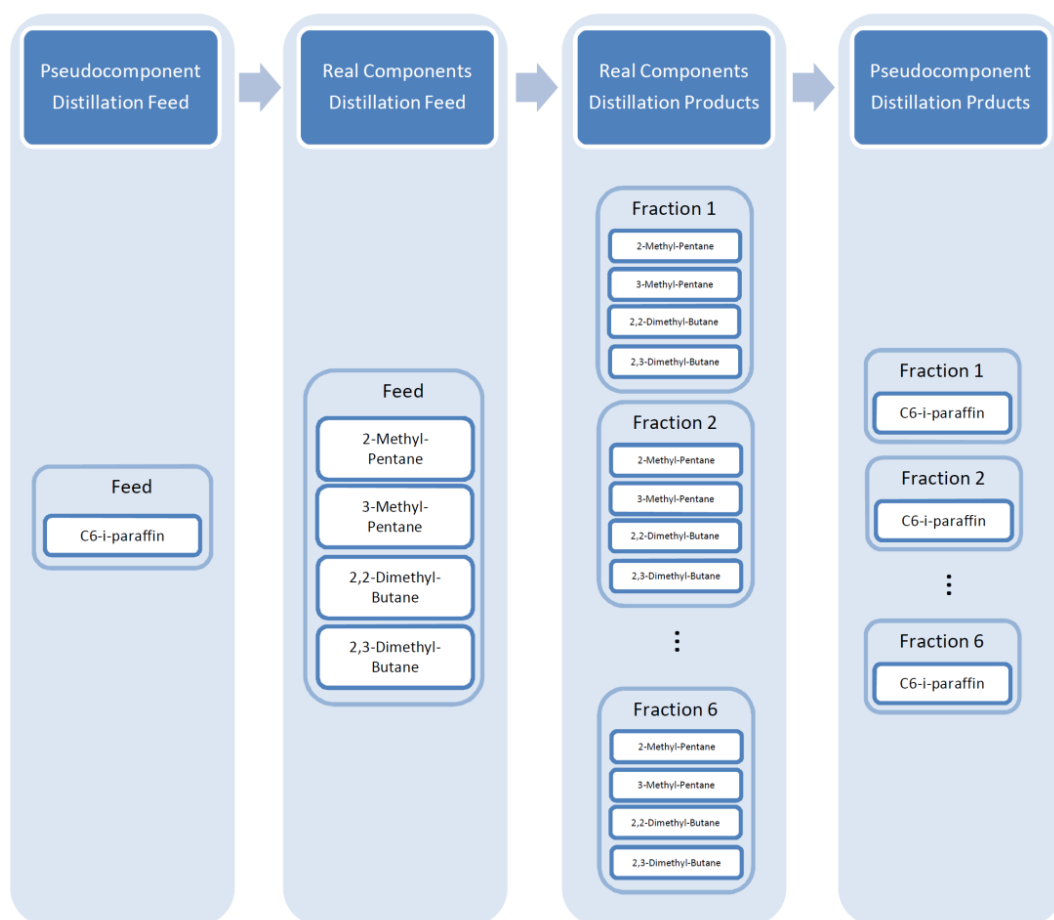 Pseudocomponent
Distillation Feed
Real Components
Distillation Feed
Real Components
Distillation Products
Pseudocomponent
Distillation Prducts
Feed
C6-i-paraffin
Feed
2-Methyl-
Pentane
3-Methyl-
Pentane
2,2-Dimethyl-
Butane
2,3-Dimethyl-
Butane
Fraction 1
2-Methyl-Pentane
3-Methyl-Pentane
2,2-Dimethyl-Butane
2,3-Dimethyl-Butane
Fraction 2
2-Methyl-Pentane
3-Methyl-Pentane
2,2-Dimethyl-Butane
2,3-Dimethyl-Butane
⋮
Fraction 6
2-Methyl-Pentane
3-Methyl-Pentane
2,2-Dimethyl-Butane
2,3-Dimethyl-Butane
Fraction 1
C6-i-paraffin
Fraction 2
C6-i-paraffin
⋮
Fraction 6
C6-i-paraffin